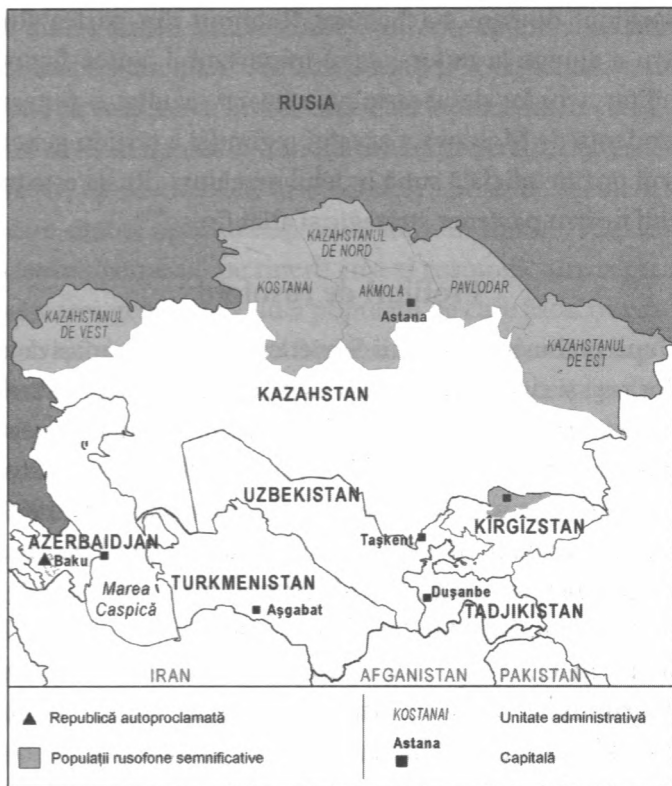 RUSIA
KAZAHSTANUL
DE NORD
KOSTANAI
AKMOLA
PAVLODAR
Astana
KAZAHSTANUL
DE VEST
KAZAHSTANUL
DE EST
KAZAHSTAN
UZBEKISTAN
KÎRGÎZSTAN
Taşkent
AZERBAIDJAN
Baku
TURKMENISTAN
Duşanbe
TADJIKISTAN
Marea
Caspică
Aşgabat
IRAN
AFGANISTAN
PAKISTAN
Republică autoproclamată
Populaţii rusofone semnificative
KOSTANAI
Unitate administrativă
Astana
Capitală